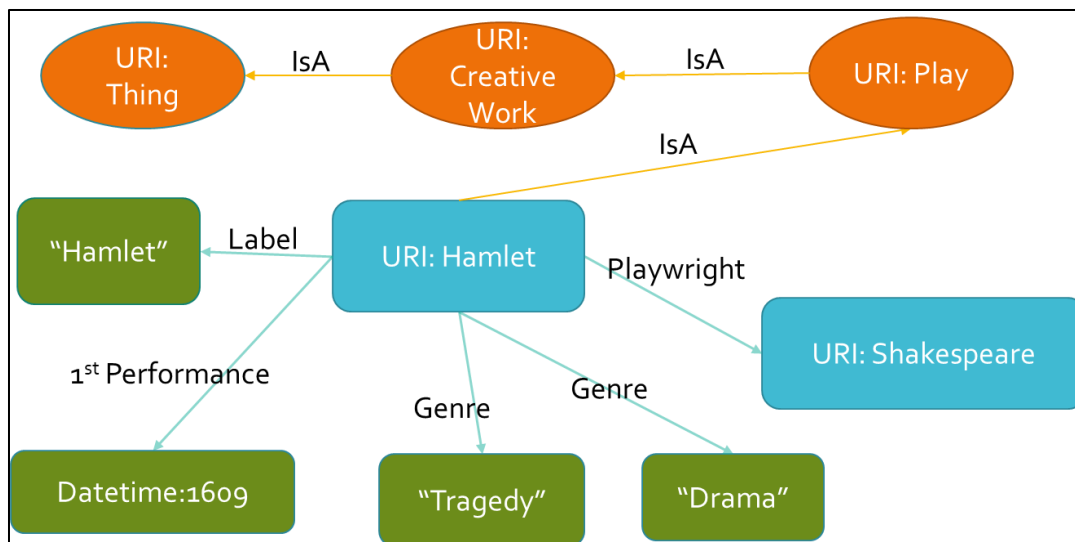 URI:
Thing
IsA
URI:
Creative
Work
IsA
URI: Play
IsA
"Hamlet"
Label
URI: Hamlet
Playwright
URI: Shakespeare
1st Performance
Genre
Genre
Datetime:1609
"Tragedy"
"Drama"